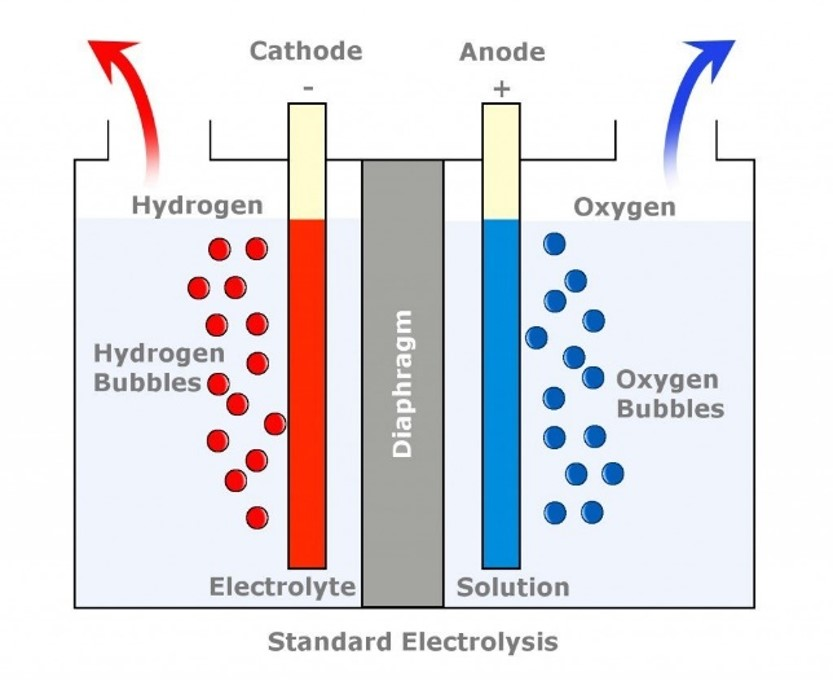 Cathode
Anode
-
+
Hydrogen
Oxygen
Hydrogen
Bubbles
Diaphragm
Oxygen
Bubbles
Electrolyte
Solution
Standard Electrolysis